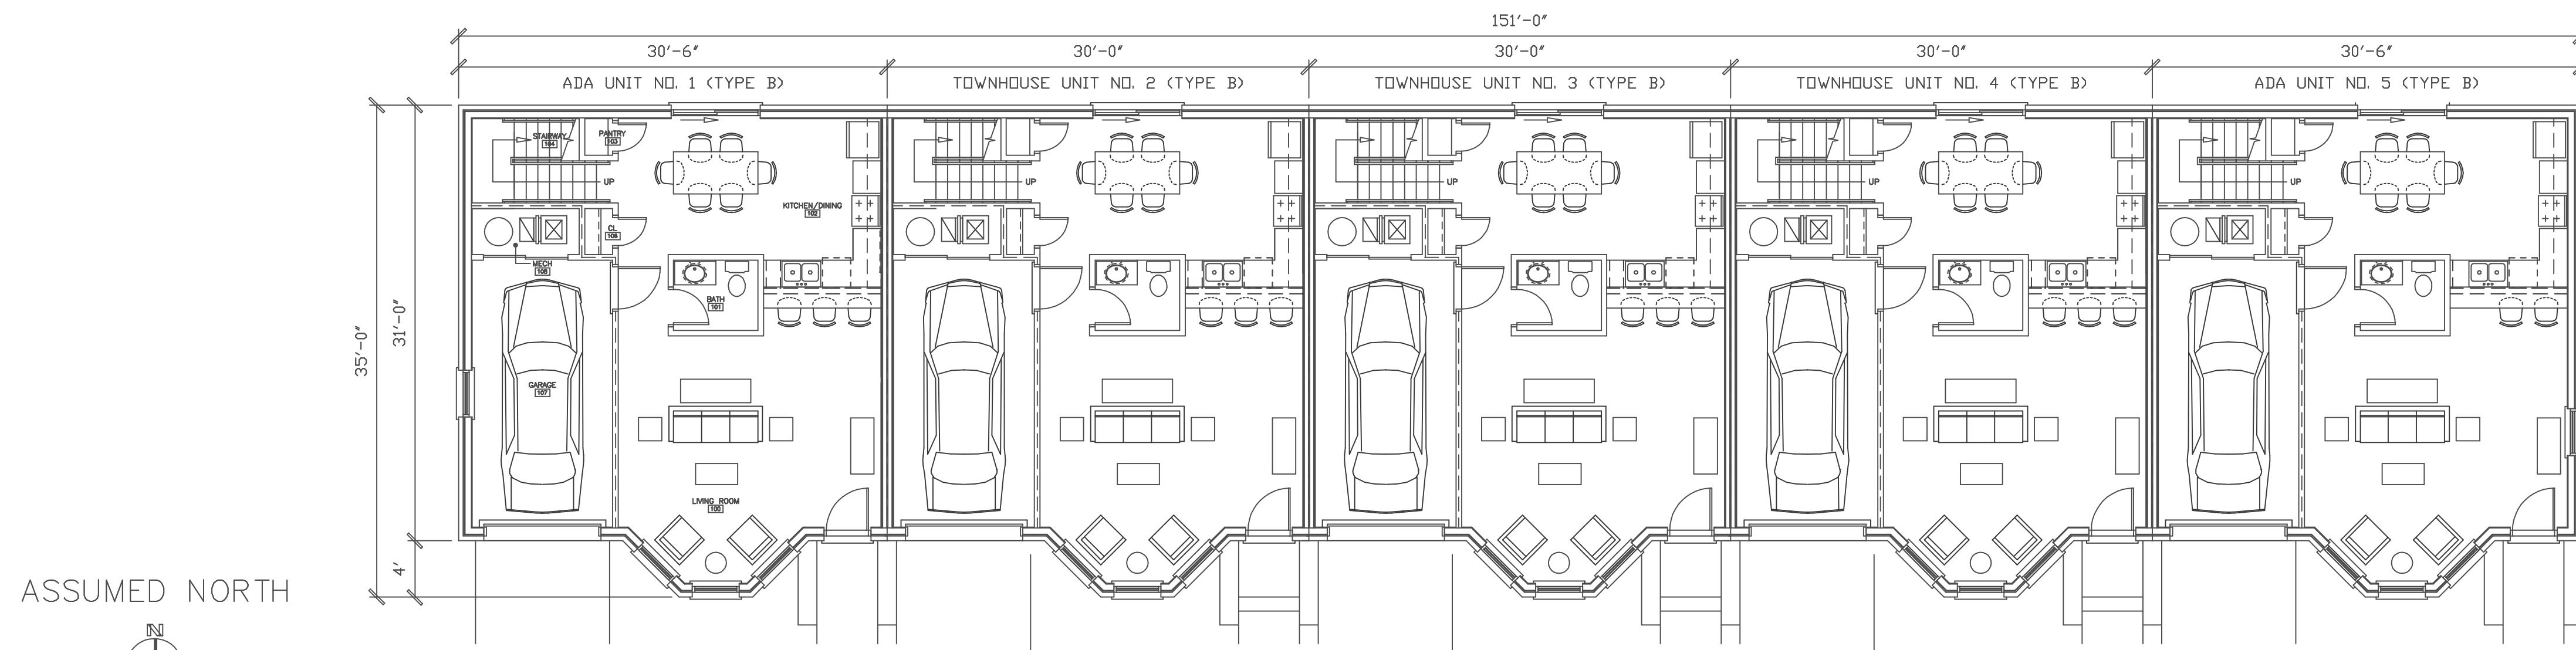 151'-0"
30'-6"
30'-0"
30'-0"
30'-0"
30'-6"
ADA UNIT NO. 1 (TYPE B)
TOWNHOUSE UNIT NO. 2 (TYPE B)
TOWNHOUSE UNIT NO. 3 (TYPE B)
TOWNHOUSE UNIT NO. 4 (TYPE B)
ADA UNIT NO. 5 (TYPE B)
STAIRWAY
104
PANTRY
103
UP
UP
UP
UP
UP
KITCHEN/DINING
102
CL
106
MECH
108
BATH
101
35'-0"
31'-0"
GARAGE
107
LIVING ROOM
100
4'
ASSUMED NORTH
N